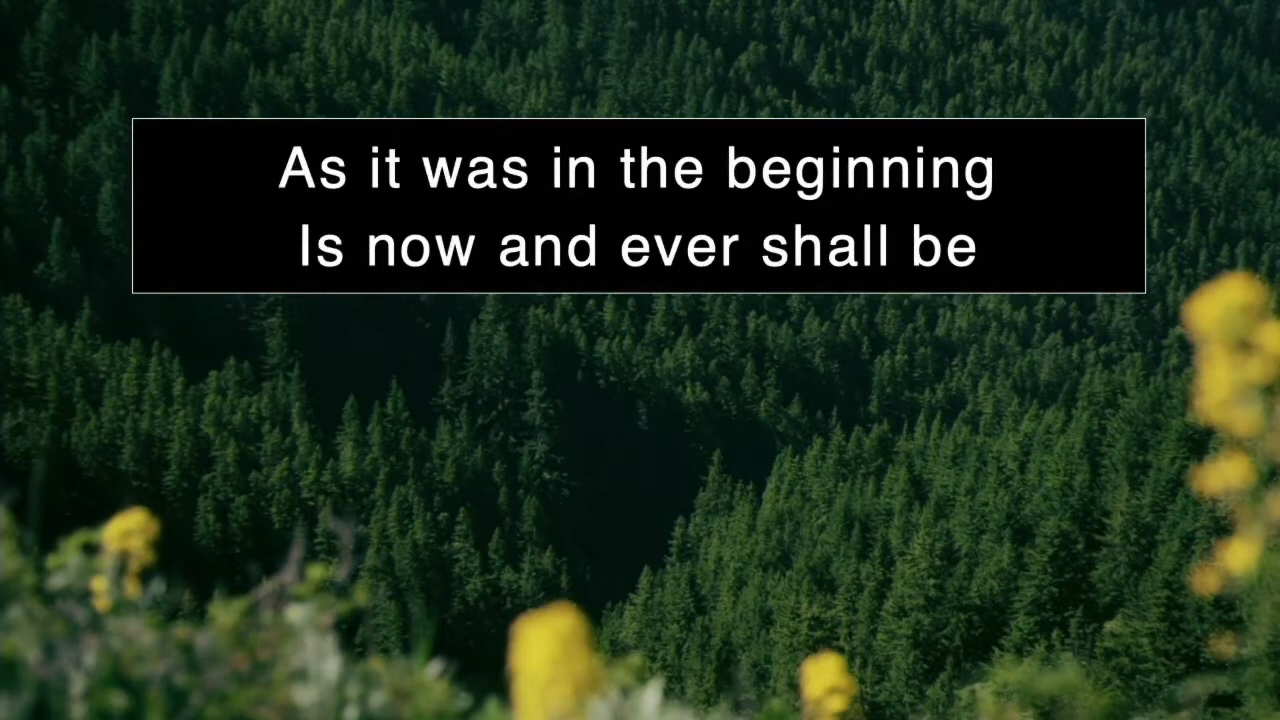 As it was in the beginning
Is now and ever shall be